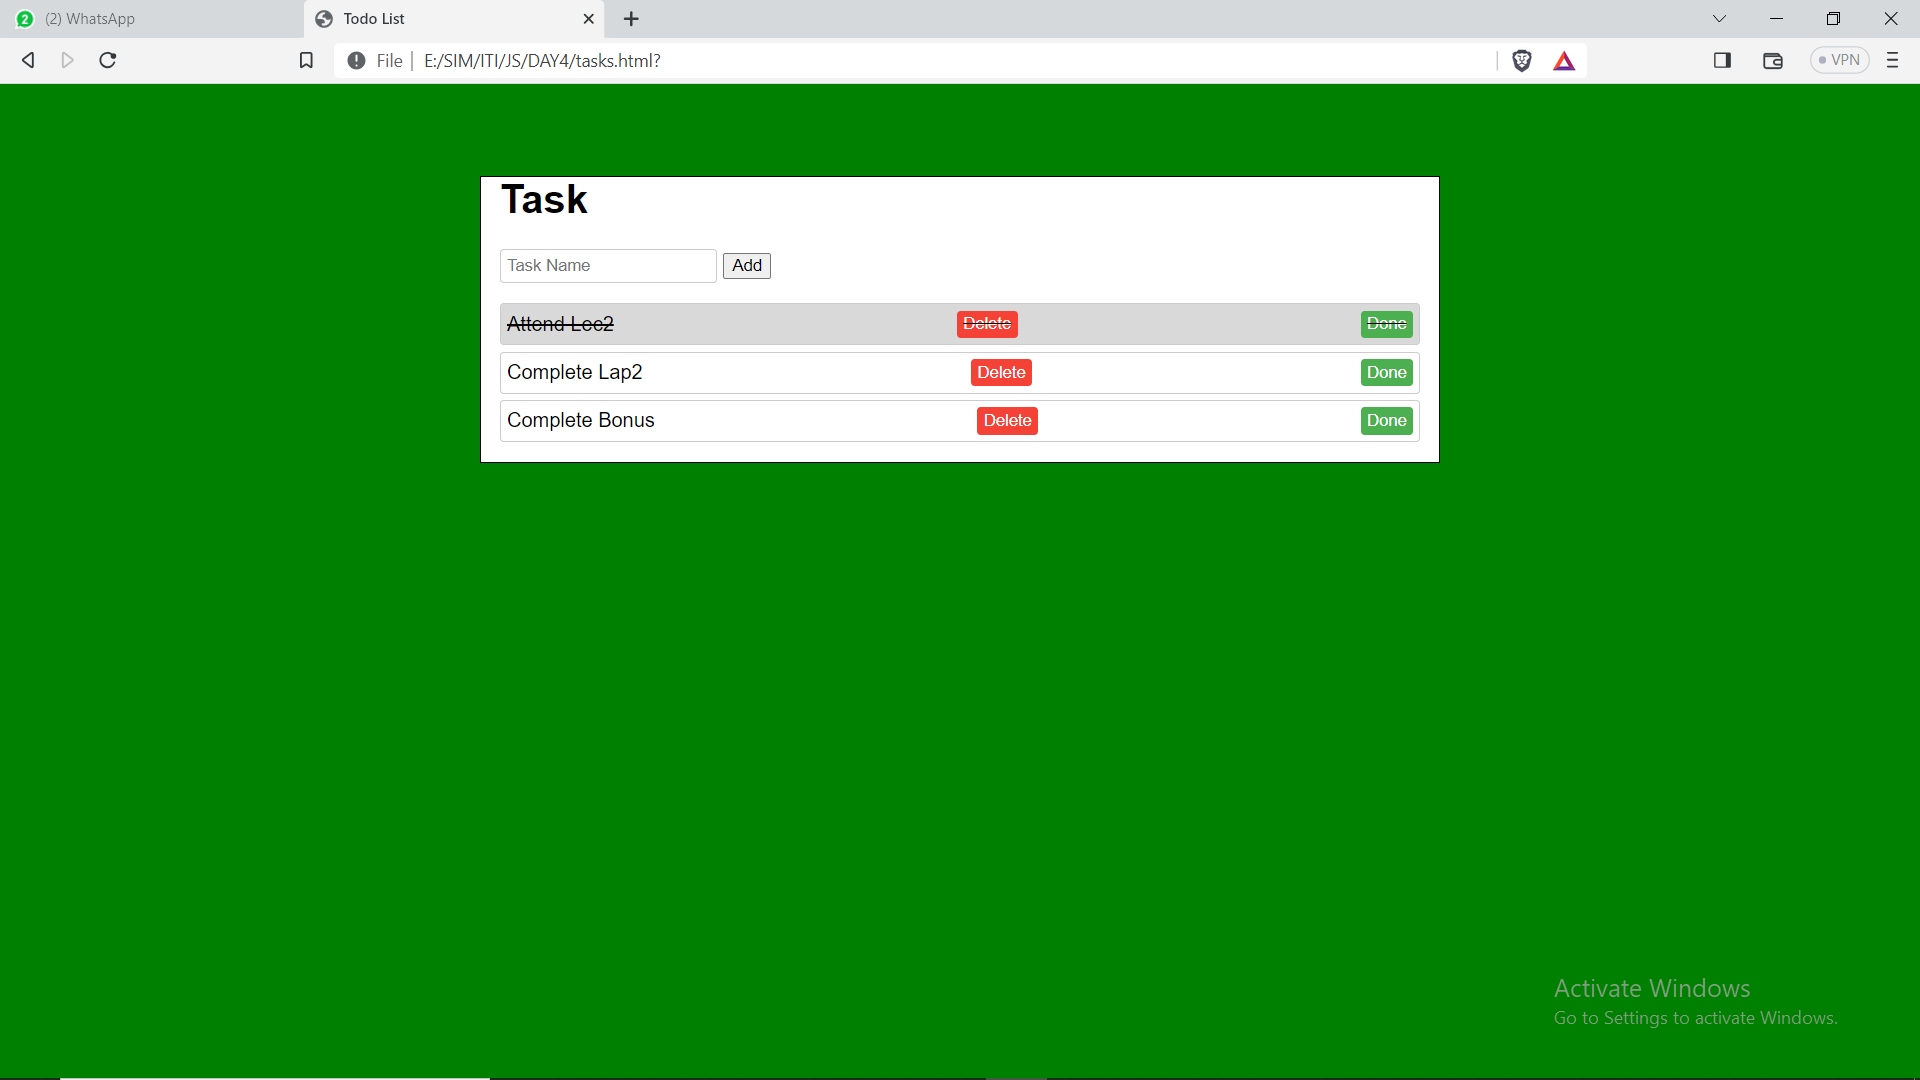 2 (2) WhatsApp Todo List
File E:/SIM/ITI/JS/DAY4/tasks.html? VPN
Task
Task Name Add
Attend Lec2 Delete Done
Complete Lap2 Delete Done
Complete Bonus Delete Done
Activate Windows
Go to Settings to activate Windows.